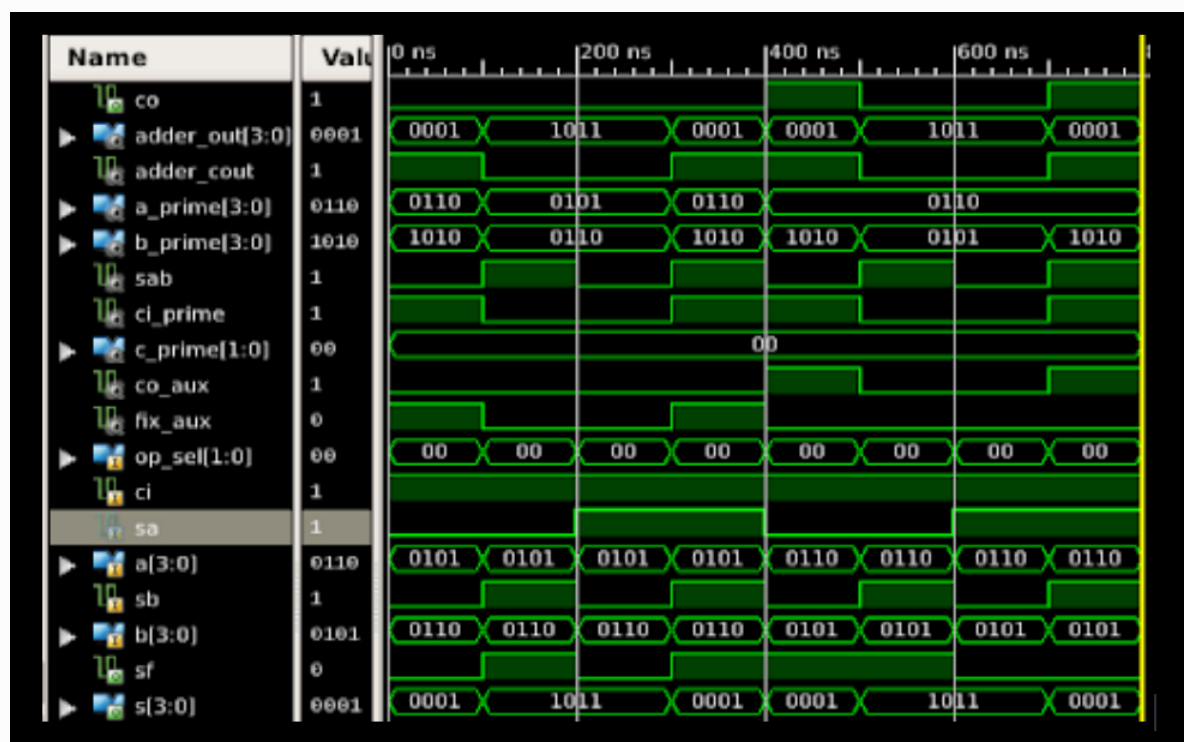 Name Valu 0 ns 200 ns 400 ns 600 ns
co 1
adder_out[3:0] 0001 0001 1011 0001 0001 1011 0001
adder_cout 1
a_prime[3:0] 0110 0110 0101 0110 0110
b_prime[3:0] 1010 1010 0110 1010 1010 0101 1010
sab 1
ci_prime 1
c_prime[1:0] 00 00
co_aux 1
fix_aux 0
op_sel[1:0] 00 00 00 00 00 00 00 00 00
ci 1
sa 1
a[3:0] 0110 0101 0101 0101 0101 0110 0110 0110 0110
sb 1
b[3:0] 0101 0110 0110 0110 0110 0101 0101 0101 0101
sf 0
s[3:0] 0001 0001 1011 0001 0001 1011 0001